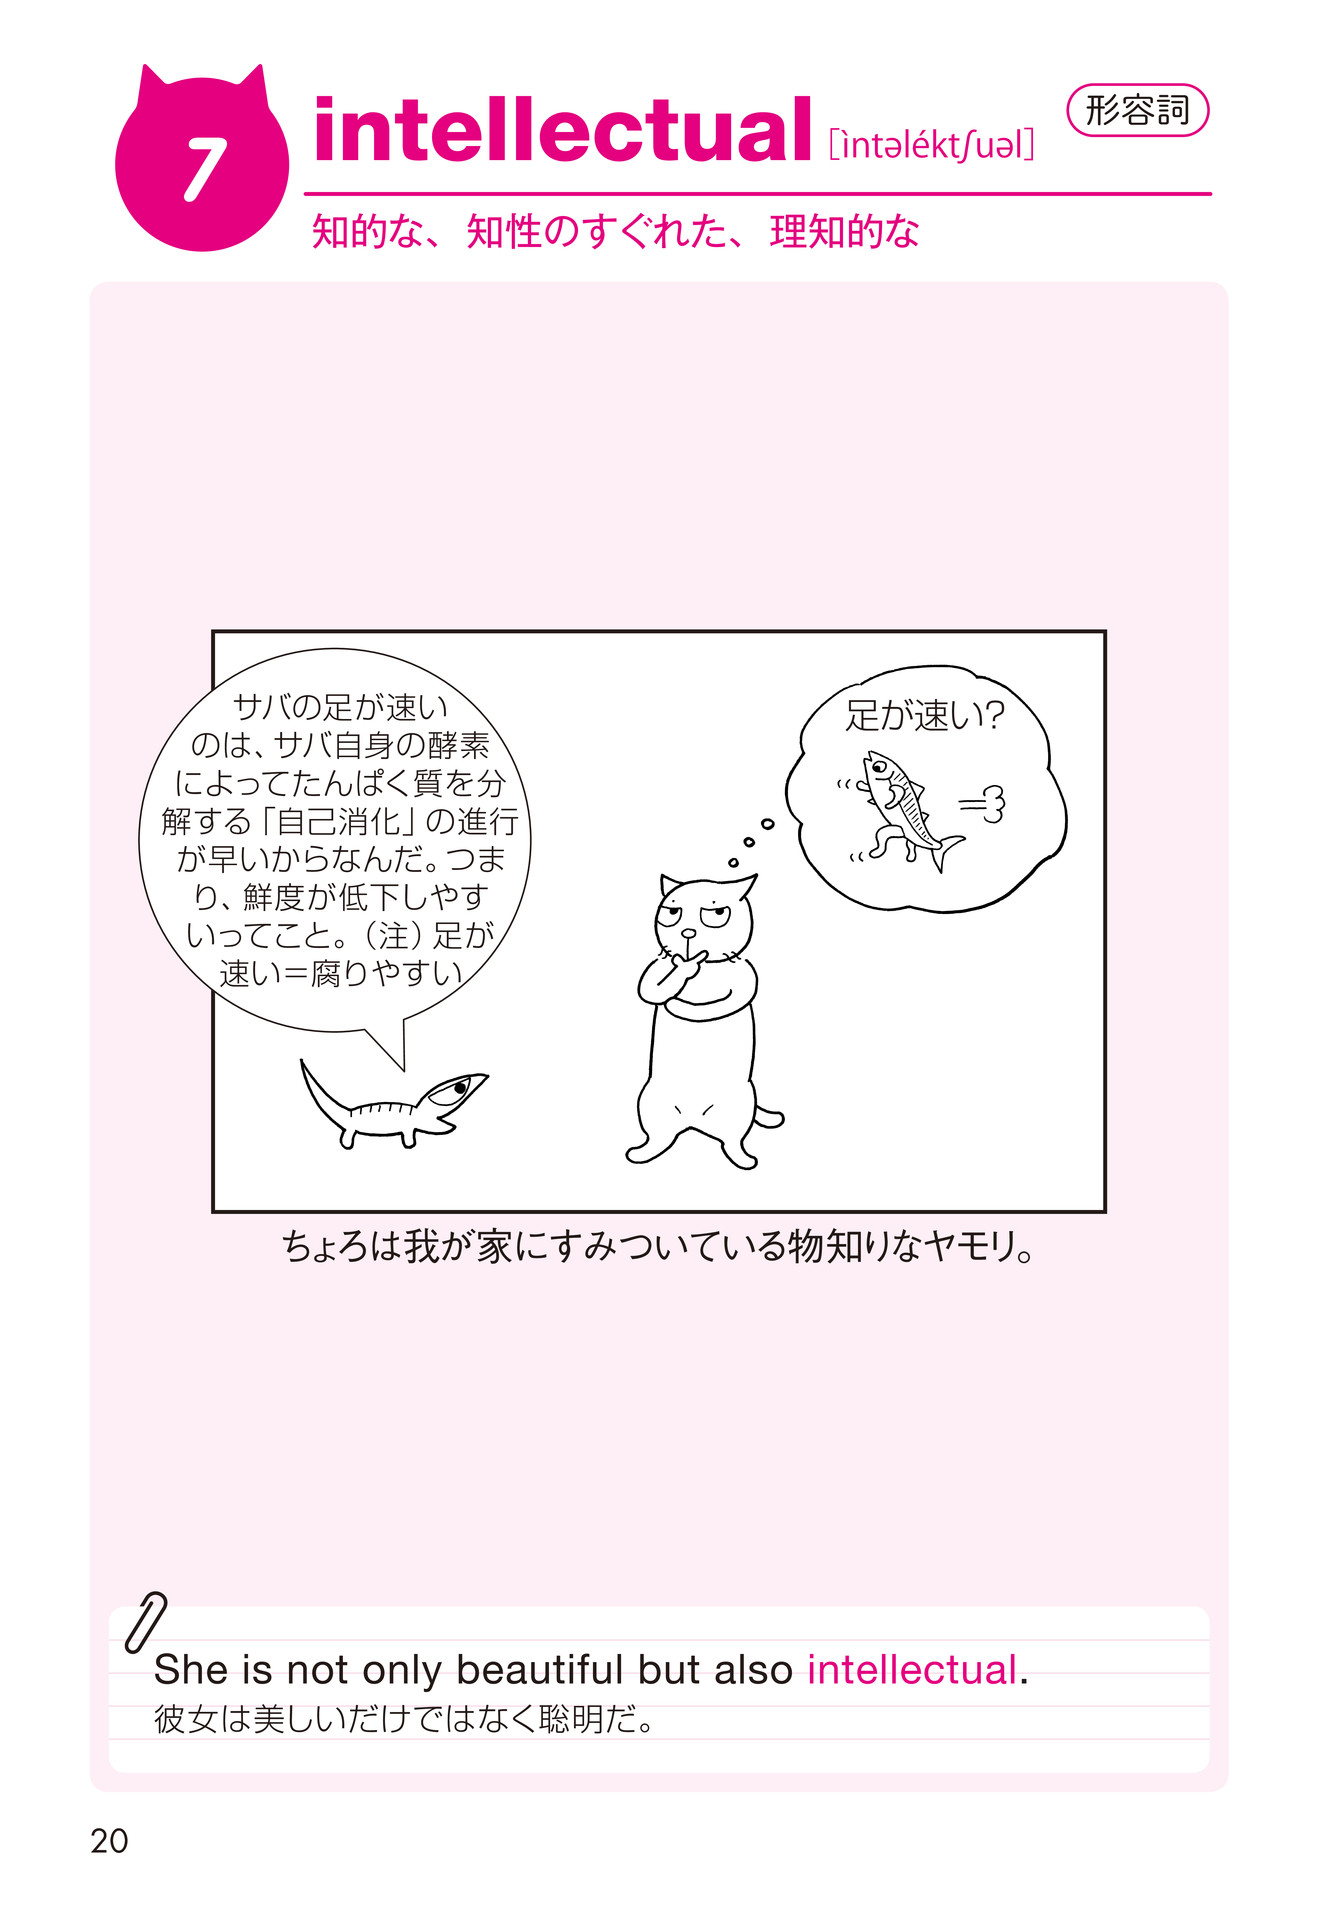 7
intellectual [ìntəléktʃuəl]
形容詞
知的な、知性のすぐれた、理知的な
サバの足が速い
のは、サバ自身の酵素
によってたんぱく質を分
解する「自己消化」の進行
が早いからなんだ。つま
り、鮮度が低下しやす
いってこと。（注）足が
速い＝腐りやすい
足が速い？
ちょろは我が家にすみついている物知りなヤモリ。
She is not only beautiful but also intellectual.
彼女は美しいだけではなく聡明だ。
20